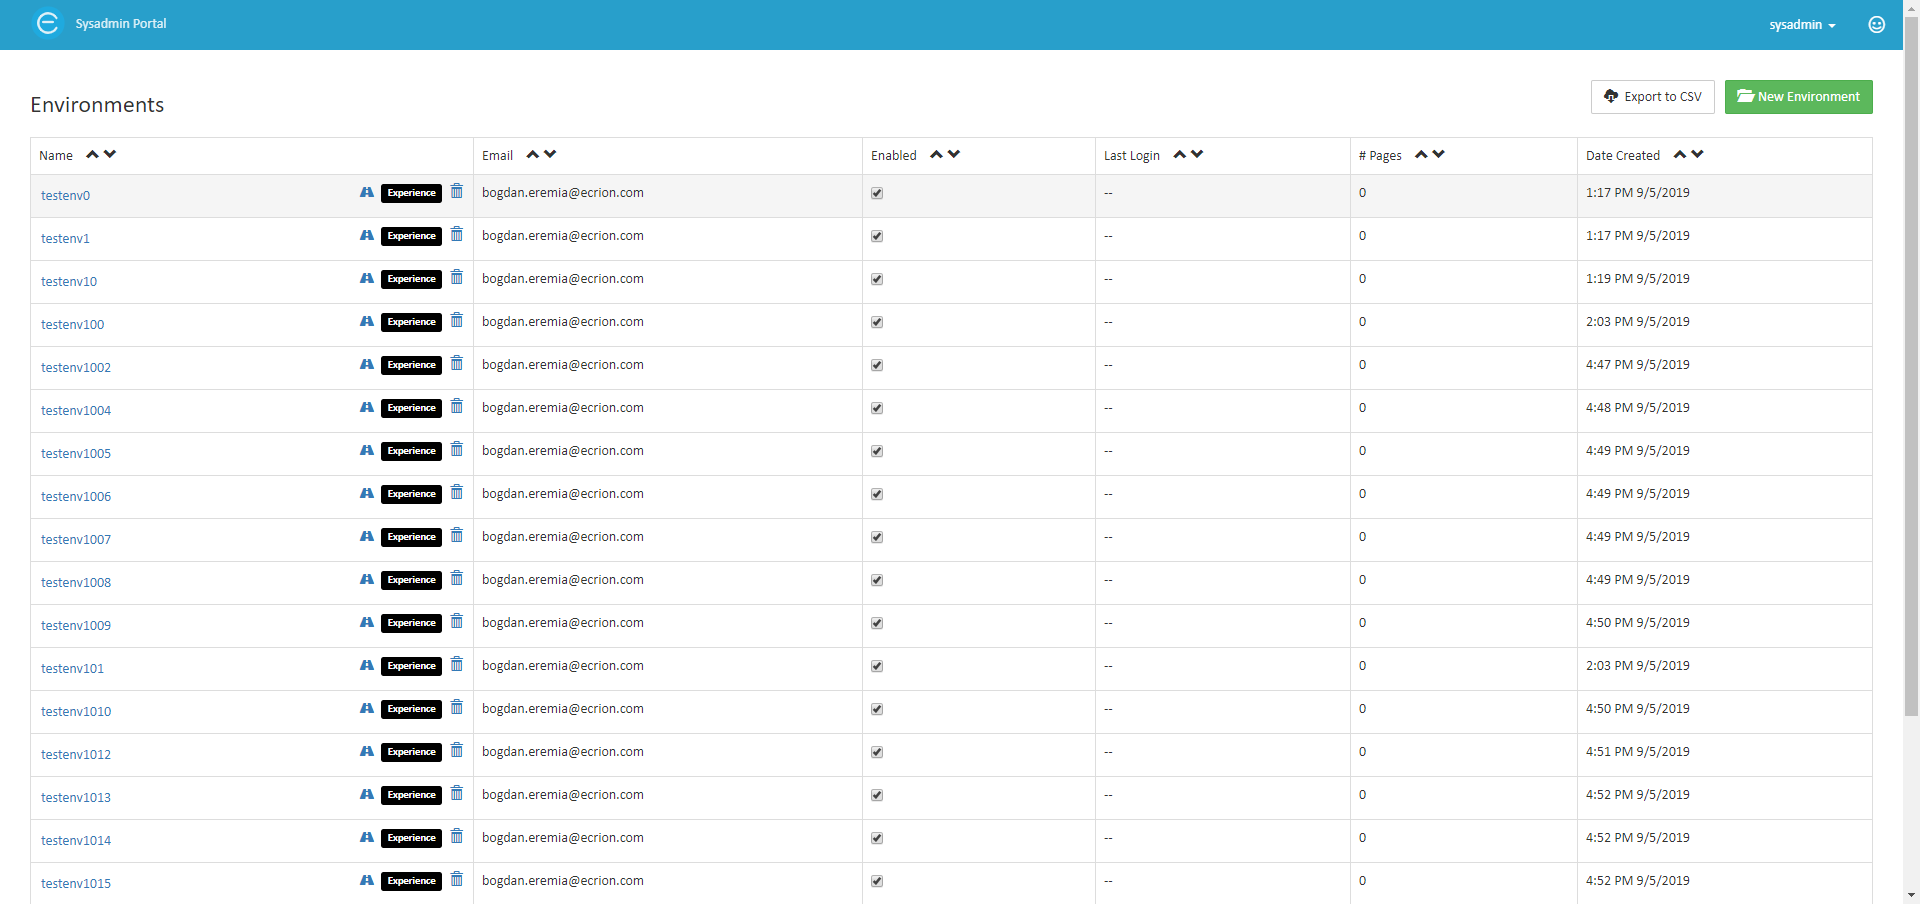 Sysadmin Portal
sysadmin
Environments
Export to CSV
New Environment
Name Email Enabled Last Login # Pages Date Created
testenv0 Experience bogdan.eremia@ecrion.com -- 0 1:17 PM 9/5/2019
testenv1 Experience bogdan.eremia@ecrion.com -- 0 1:17 PM 9/5/2019
testenv10 Experience bogdan.eremia@ecrion.com -- 0 1:19 PM 9/5/2019
testenv100 Experience bogdan.eremia@ecrion.com -- 0 2:03 PM 9/5/2019
testenv1002 Experience bogdan.eremia@ecrion.com -- 0 4:47 PM 9/5/2019
testenv1004 Experience bogdan.eremia@ecrion.com -- 0 4:48 PM 9/5/2019
testenv1005 Experience bogdan.eremia@ecrion.com -- 0 4:49 PM 9/5/2019
testenv1006 Experience bogdan.eremia@ecrion.com -- 0 4:49 PM 9/5/2019
testenv1007 Experience bogdan.eremia@ecrion.com -- 0 4:49 PM 9/5/2019
testenv1008 Experience bogdan.eremia@ecrion.com -- 0 4:49 PM 9/5/2019
testenv1009 Experience bogdan.eremia@ecrion.com -- 0 4:50 PM 9/5/2019
testenv101 Experience bogdan.eremia@ecrion.com -- 0 2:03 PM 9/5/2019
testenv1010 Experience bogdan.eremia@ecrion.com -- 0 4:50 PM 9/5/2019
testenv1012 Experience bogdan.eremia@ecrion.com -- 0 4:51 PM 9/5/2019
testenv1013 Experience bogdan.eremia@ecrion.com -- 0 4:52 PM 9/5/2019
testenv1014 Experience bogdan.eremia@ecrion.com -- 0 4:52 PM 9/5/2019
testenv1015 Experience bogdan.eremia@ecrion.com -- 0 4:52 PM 9/5/2019